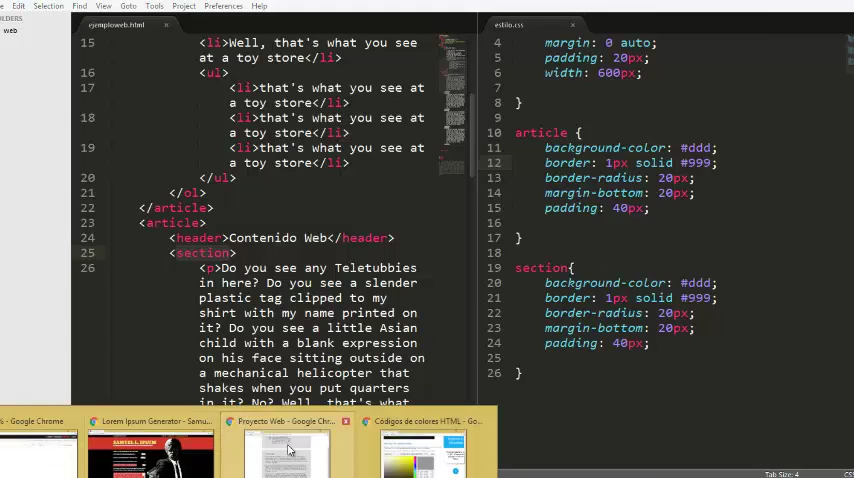 Edit Selection Find View Goto Tools Project Preferences Help
OLDERS
web
ejemploweb.html ×
15 <li>Well, that's what you see
at a toy store</li>
16 <ul>
17 <li>that's what you see at
a toy store</li>
18 <li>that's what you see at
a toy store</li>
19 <li>that's what you see at
a toy store</li>
20 </ul>
21 </ol>
22 </article>
23 <article>
24 <header>Contenido Web</header>
25 <section>
26 <p>Do you see any Teletubbies
in here? Do you see a slender
plastic tag clipped to my
shirt with my name printed on
it? Do you see a little Asian
child with a blank expression
on his face sitting outside on
a mechanical helicopter that
shakes when you put quarters
in it? No? Well, that's what
estilo.css ×
4 margin: 0 auto;
5 padding: 20px;
6 width: 600px;
7
8 }
9
10 article {
11 background-color: #ddd;
12 border: 1px solid #999;
13 border-radius: 20px;
14 margin-bottom: 20px;
15 padding: 40px;
16
17 }
18
19 section{
20 background-color: #ddd;
21 border: 1px solid #999;
22 border-radius: 20px;
23 margin-bottom: 20px;
24 padding: 40px;
25
26 }
% - Google Chrome
Lorem Ipsum Generator - Samu...
Proyecto Web - Google Chr... x
Códigos de colores HTML - Go...
SAMUEL L. IPSUM
Tab Size: 4 CSS